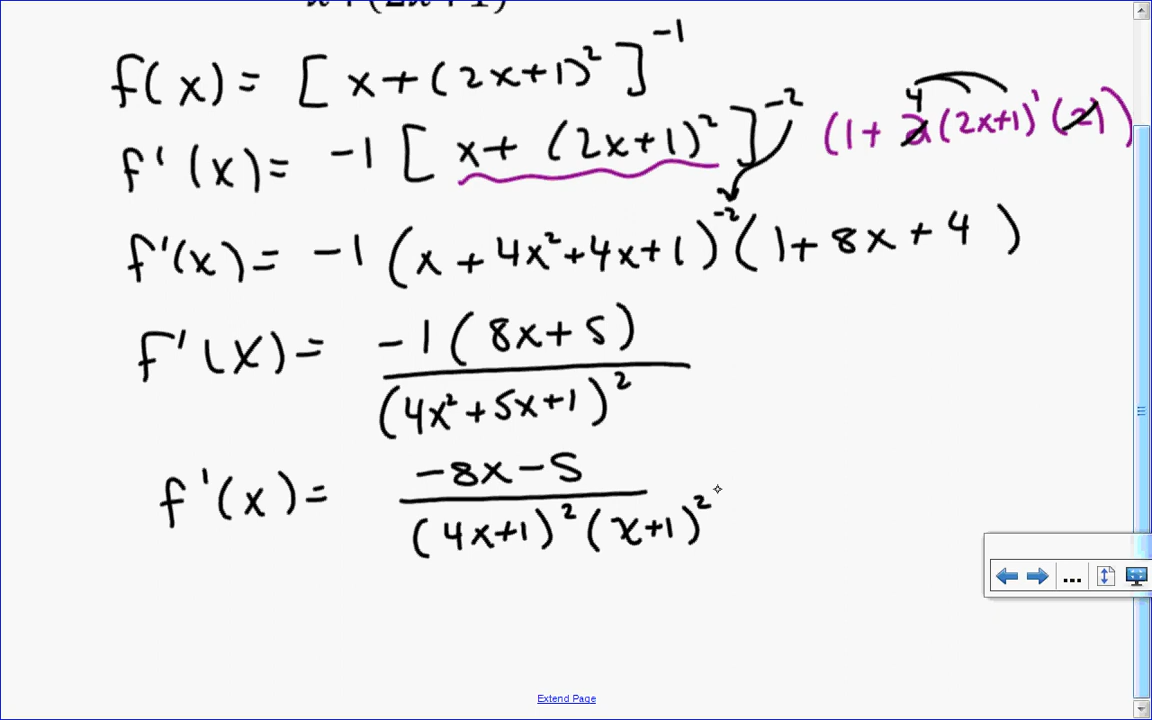 f(x) = [x+(2x+1)²]⁻¹
f'(x) = -1 [x+ (2x+1)²]⁻² (1+ 2 4 (2x+1)¹ (2))
f'(x) = -1 (x + 4x²+4x+1)⁻² (1+8x+4)
f'(x) = -1(8x+5)
(4x²+5x+1)²
f'(x) = -8x-5
(4x+1)² (x+1)²
...
Extend Page